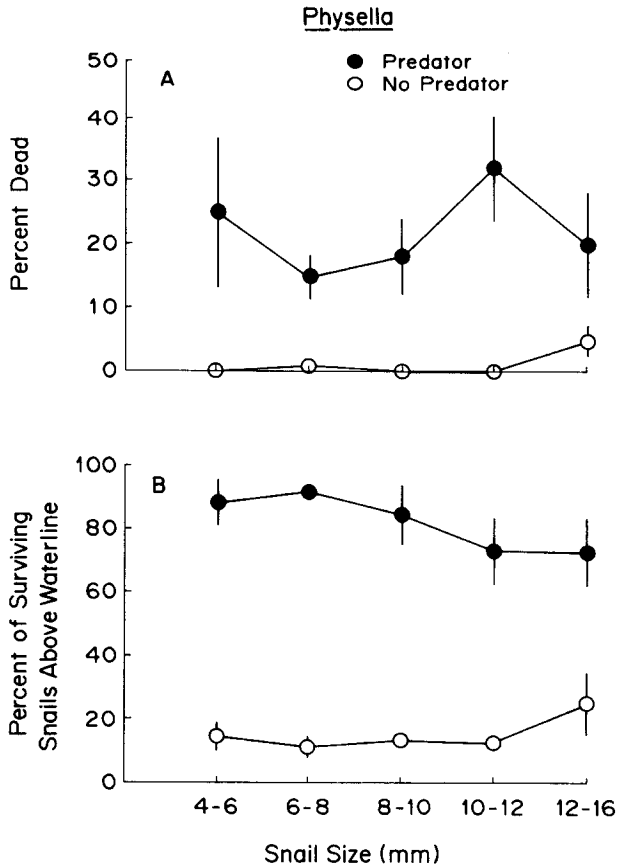 Physella
A
Predator
No Predator
50
40
30
20
10
0
Percent Dead
B
100
80
60
40
20
0
Percent of Surviving
Snails Above Waterline
4-6 6-8 8-10 10-12 12-16
Snail Size (mm)